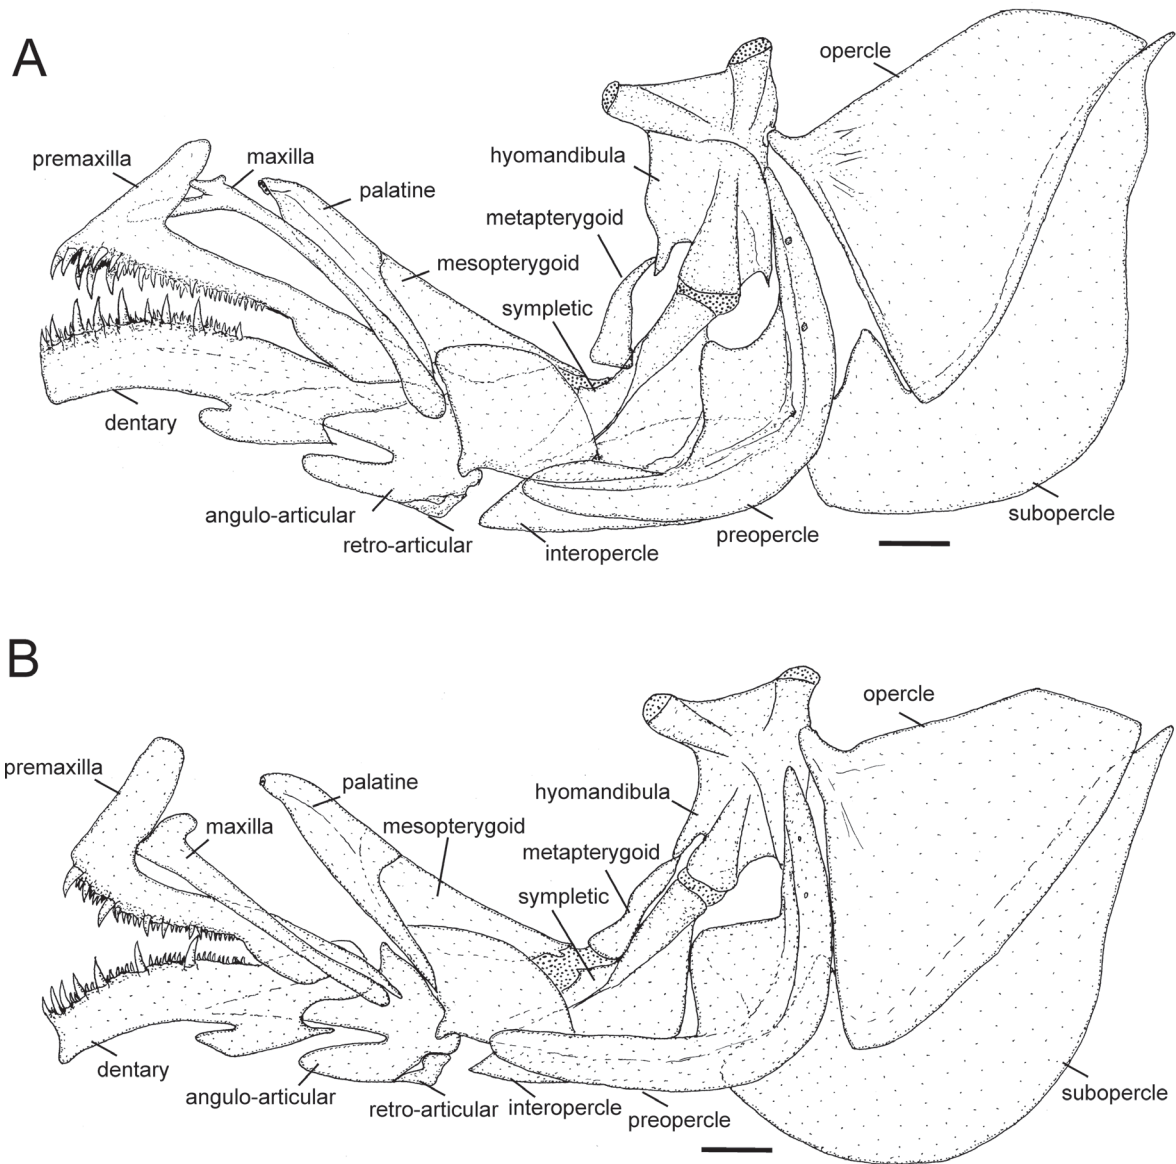 A
opercle
premaxilla
maxilla
hyomandibula
palatine
metapterygoid
mesopterygoid
sympletic
dentary
angulo-articular
subopercle
preopercle
retro-articular
interopercle
B
opercle
premaxilla
palatine
hyomandibula
maxilla
mesopterygoid
metapterygoid
sympletic
dentary
angulo-articular
subopercle
retro-articular
interopercle
preopercle